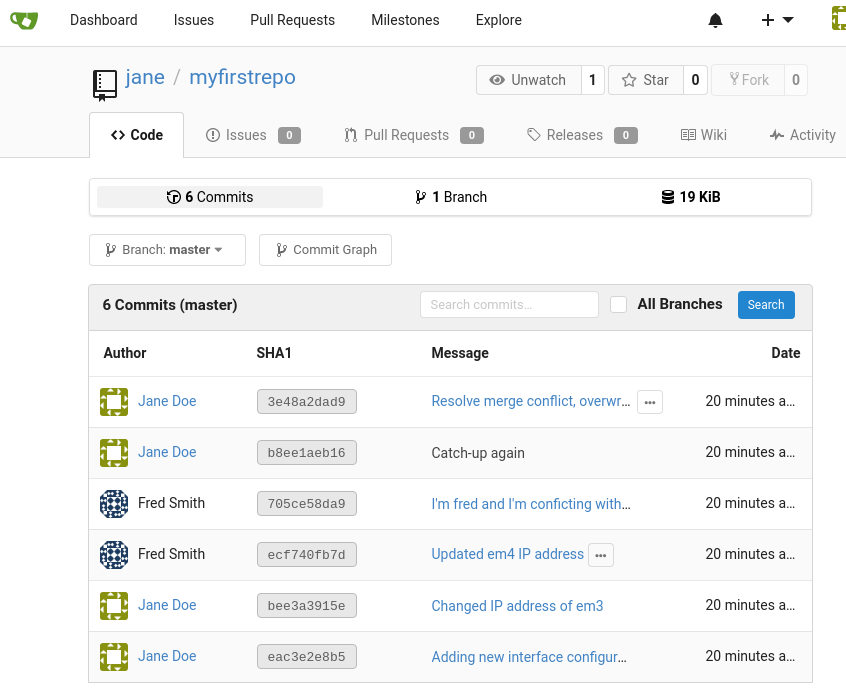 Dashboard Issues Pull Requests Milestones Explore
jane / myfirstrepo
Unwatch 1 Star 0 Fork 0
Code Issues 0 Pull Requests 0 Releases 0 Wiki Activity
6 Commits 1 Branch 19 KiB
Branch: master Commit Graph
6 Commits (master) Search commits... All Branches Search
Author SHA1 Message Date
Jane Doe 3e48a2dad9 Resolve merge conflict, overwr... ... 20 minutes a...
Jane Doe b8ee1aeb16 Catch-up again 20 minutes a...
Fred Smith 705ce58da9 I'm fred and I'm conficting with... 20 minutes a...
Fred Smith ecf740fb7d Updated em4 IP address ... 20 minutes a...
Jane Doe bee3a3915e Changed IP address of em3 20 minutes a...
Jane Doe eac3e2e8b5 Adding new interface configur... 20 minutes a...